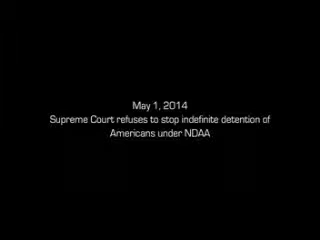 May 1, 2014
Supreme Court refuses to stop indefinite detention of
Americans under NDAA